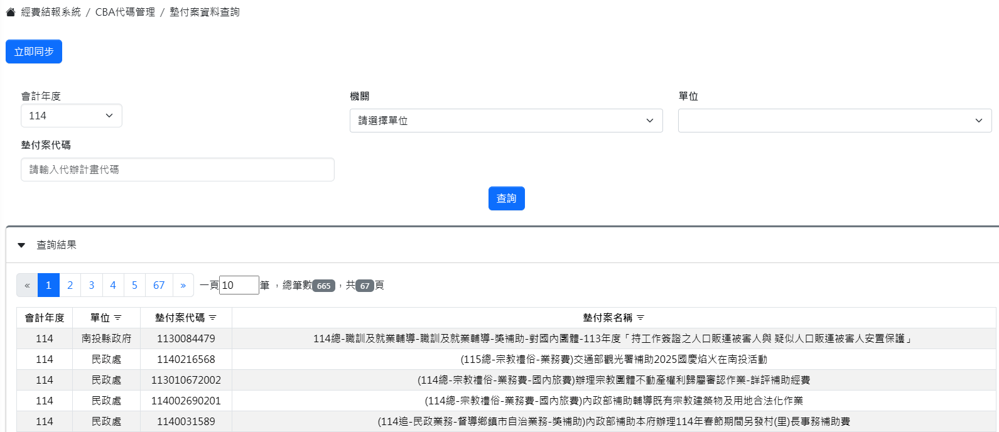 經費結報系統 / CBA代碼管理 / 墊付案資料查詢
立即同步
會計年度 機關 單位
114 請選擇單位
墊付案代碼
請輸入代辦計畫代碼
查詢
查詢結果
« 1 2 3 4 5 67 » 一頁10筆，總筆數665，共67頁
會計年度 單位 墊付案代碼 墊付案名稱
114 南投縣政府 1130084479 114總-職訓及就業輔導-職訓及就業輔導-獎補助-對國內團體-113年度「持工作簽證之人口販運被害人與 疑似人口販運被害人安置保護」
114 民政處 1140216568 (115總-宗教禮俗-業務費)交通部觀光署補助2025國慶焰火在南投活動
114 民政處 113010672002 (114總-宗教禮俗-業務費-國內旅費)辦理宗教團體不動產權利歸屬審認作業-詳評補助經費
114 民政處 114002690201 (114總-宗教禮俗-業務費-國內旅費)內政部補助輔導既有宗教建築物及用地合法化作業
114 民政處 1140031589 (114追-民政業務-督導鄉鎮市自治業務-獎補助)內政部補助本府辦理114年春節期間另發村(里)長事務補助費